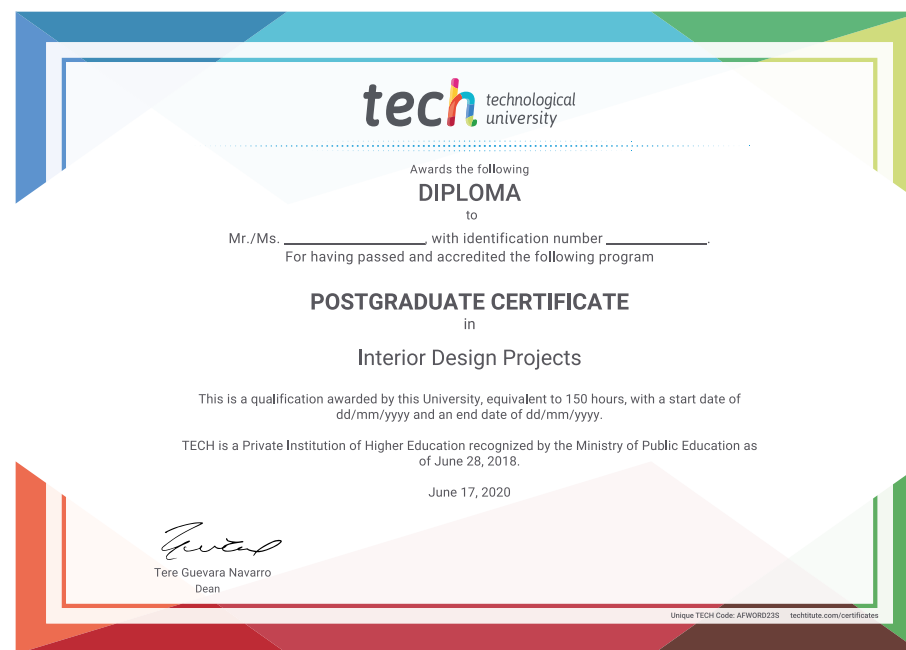 tech technological
university
Awards the following
DIPLOMA
to
Mr./Ms. ____________________, with identification number ______________.
For having passed and accredited the following program
POSTGRADUATE CERTIFICATE
in
Interior Design Projects
This is a qualification awarded by this University, equivalent to 150 hours, with a start date of
dd/mm/yyyy and an end date of dd/mm/yyyy.
TECH is a Private Institution of Higher Education recognized by the Ministry of Public Education as
of June 28, 2018.
June 17, 2020
Tere Guevara Navarro
Dean
Unique TECH Code: AFWORD23S techtitute.com/certificates